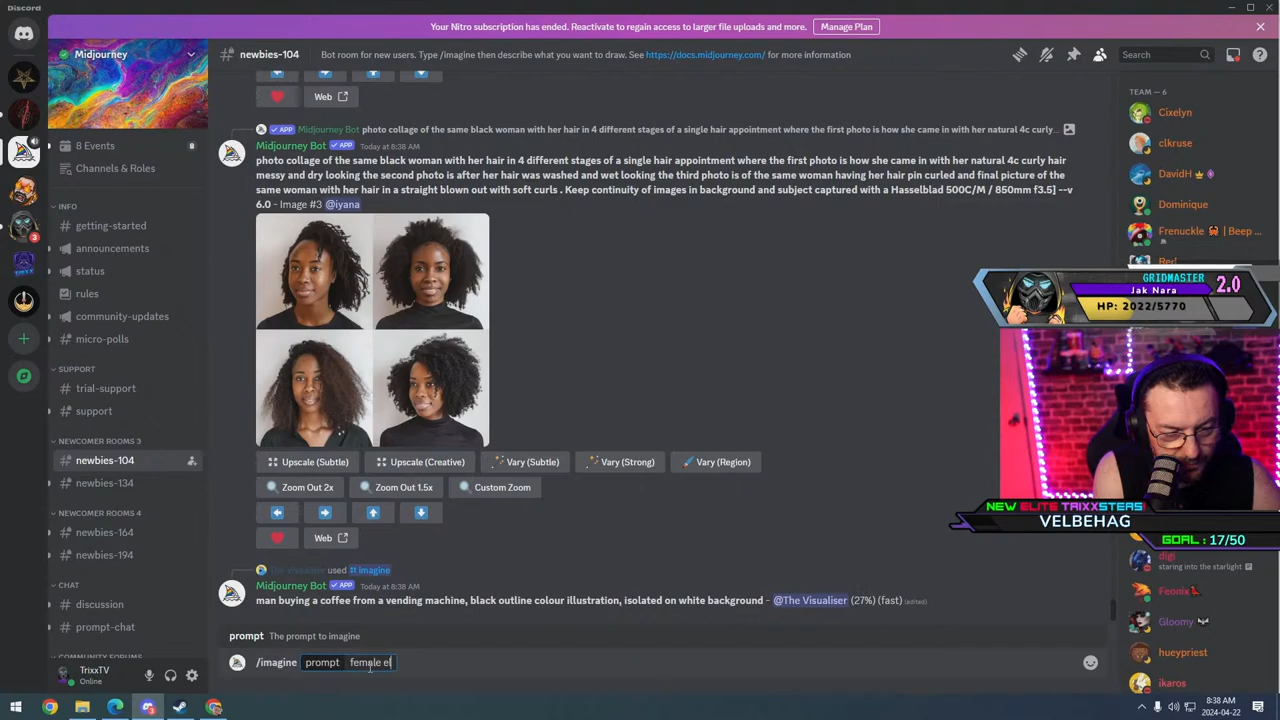 Discord
Your Nitro subscription has ended. Reactivate to regain access to larger file uploads and more.
Manage Plan
Midjourney
newbies-104
Bot room for new users. Type /imagine then describe what you want to draw. See https://docs.midjourney.com/ for more information
Search
8 Events
8
Channels & Roles
INFO
getting-started
announcements
status
rules
community-updates
micro-polls
SUPPORT
trial-support
support
NEWCOMER ROOMS 3
newbies-104
newbies-134
NEWCOMER ROOMS 4
newbies-164
newbies-194
CHAT
discussion
prompt-chat
COMMUNITY FORUMS
3
TrixxTV
Online
Web
APP Midjourney Bot photo collage of the same black woman with her hair in 4 different stages of a single hair appointment where the first photo is how she came in with her natural 4c curly...
Midjourney Bot APP Today at 8:38 AM
photo collage of the same black woman with her hair in 4 different stages of a single hair appointment where the first photo is how she came in with her natural 4c curly hair
messy and dry looking the second photo is after her hair was washed and wet looking the third photo is of the same woman having her hair pin curled and final picture of the
same woman with her hair in a straight blown out with soft curls . Keep continuity of images in background and subject captured with a Hasselblad 500C/M / 850mm f3.5] --v
6.0 - Image #3 @iyana
Upscale (Subtle)
Upscale (Creative)
Vary (Subtle)
Vary (Strong)
Vary (Region)
Zoom Out 2x
Zoom Out 1.5x
Custom Zoom
Web
The Visualiser used imagine
Midjourney Bot APP Today at 8:38 AM
man buying a coffee from a vending machine, black outline colour illustration, isolated on white background - @The Visualiser (27%) (fast) (edited)
prompt The prompt to imagine
/imagine prompt female el
TEAM — 6
Cixelyn
clkruse
DavidH
Dominique
Frenuckle | Beep ...
Red
GRIDMASTER
Jak Nara
2.0
HP: 2022/5770
NEW ELITE TRIXXSTERS!
VELBEHAG
GOAL: 17/50
digi
staring into the starlight
Feonix
Gloomy
hueypriest
ikaros
8:38 AM
2024-04-22